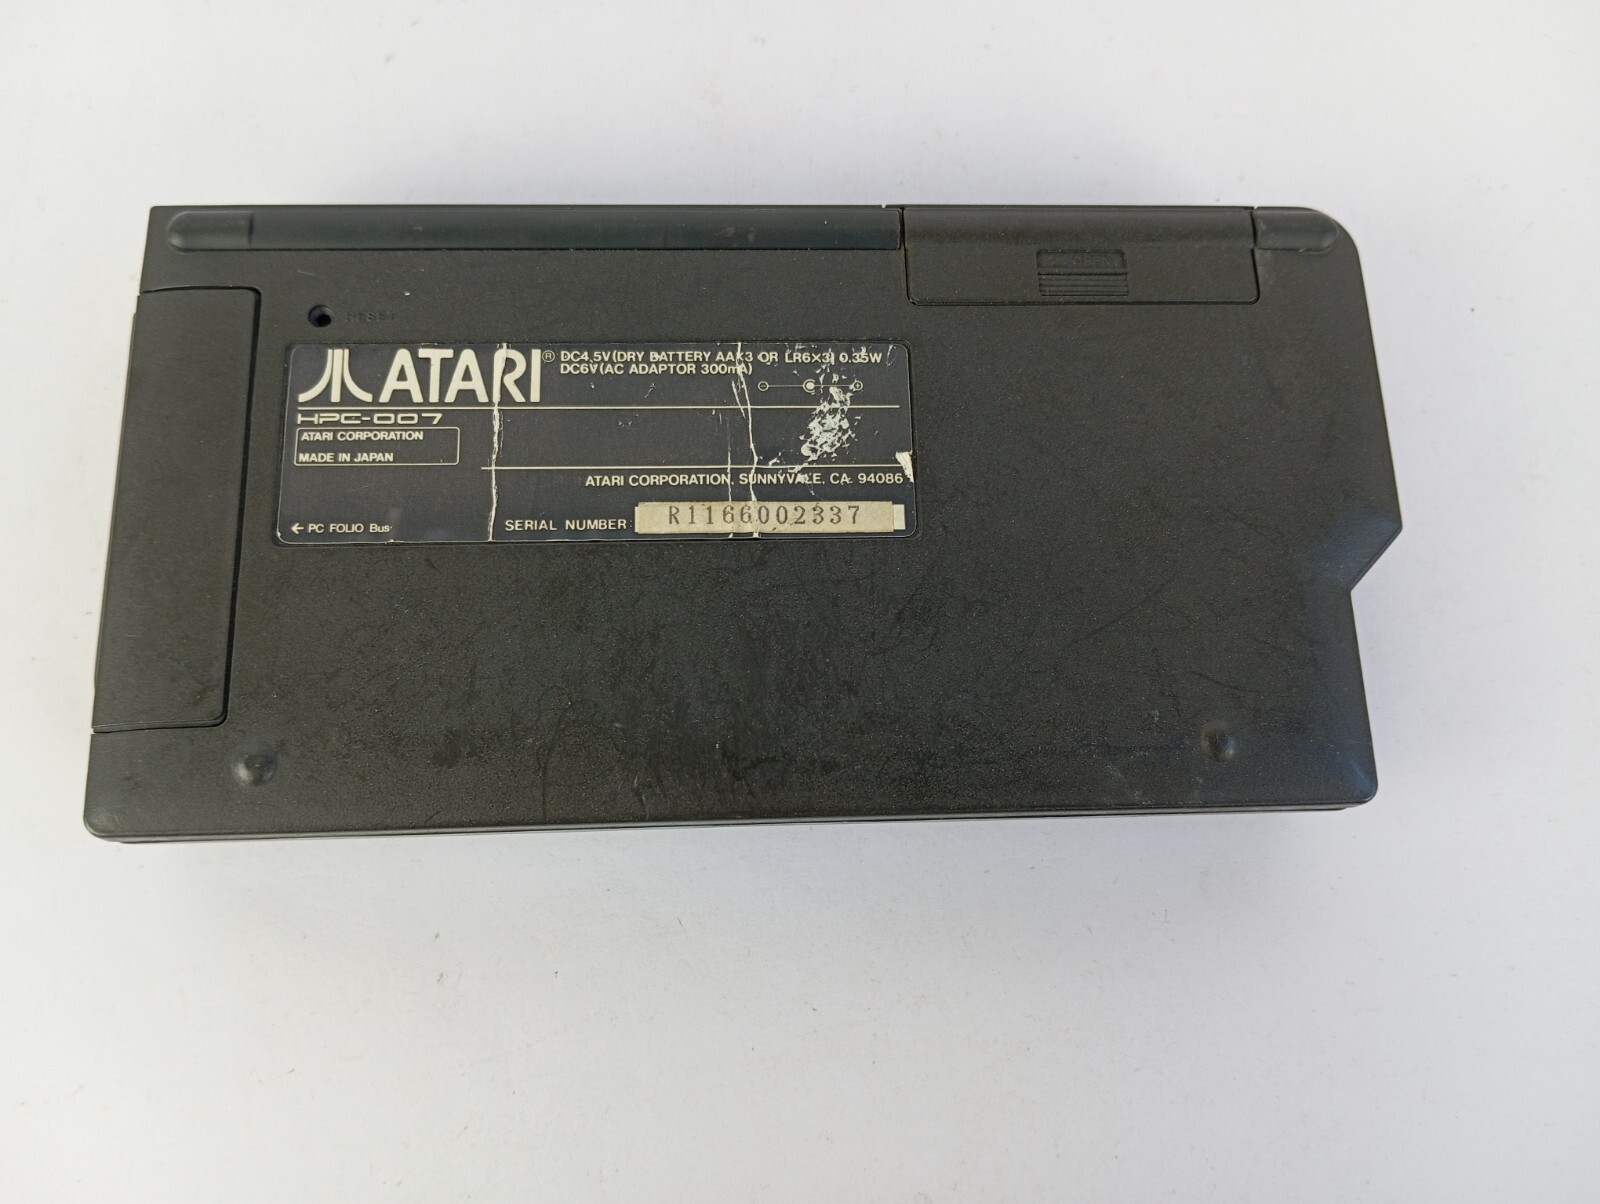 OPEN
RESET
ATARI® DC4.5V(DRY BATTERY AA×3 OR LR6×3) 0.35W
DC6V(AC ADAPTOR 300mA)
HPC-007
ATARI CORPORATION
MADE IN JAPAN
ATARI CORPORATION, SUNNYVALE, CA. 94086
← PC FOLIO Bus
SERIAL NUMBER: R1166002337